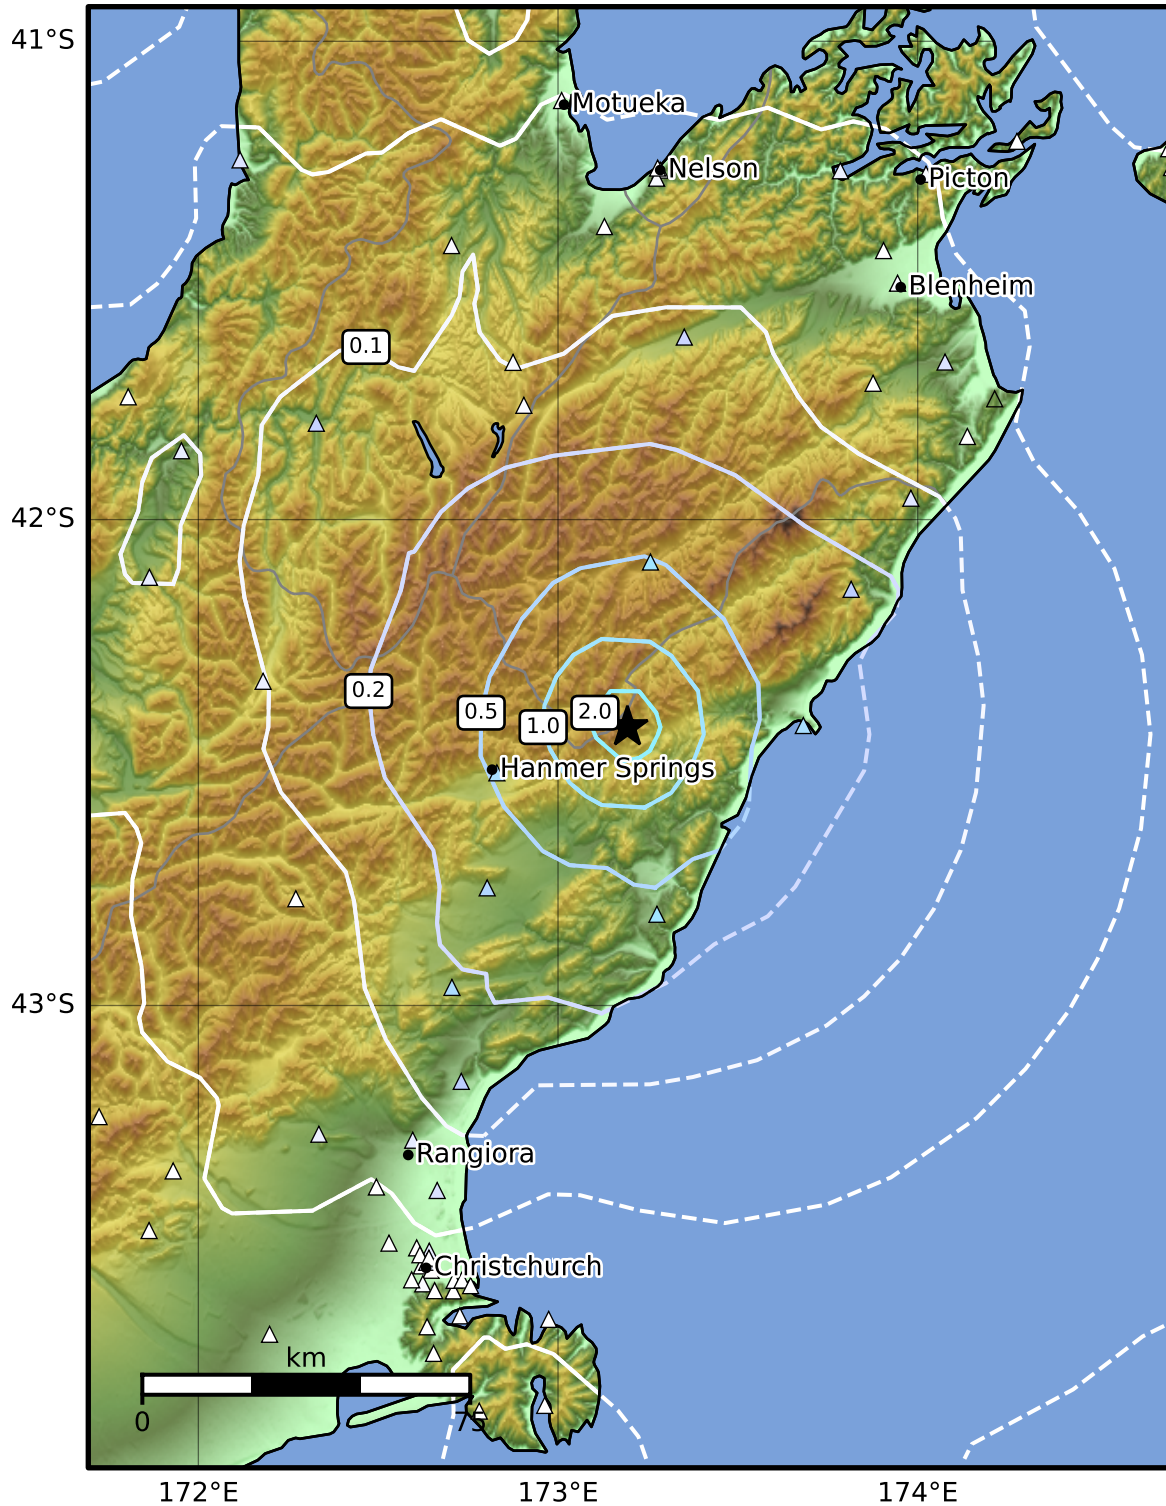 41°S
Motueka
Nelson
Picton
Blenheim
0.1
42°S
0.2
0.5
1.0
2.0
Hanmer Springs
43°S
Rangiora
Christchurch
km
0
75
172°E
173°E
174°E